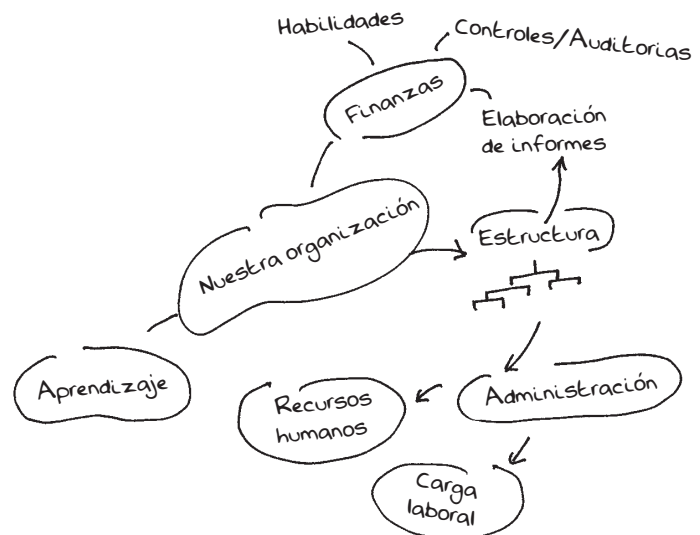 Habilidades
Controles/Auditorias
Finanzas
Elaboración
de informes
Nuestra organización
Estructura
Aprendizaje
Recursos
humanos
Administración
Carga
laboral